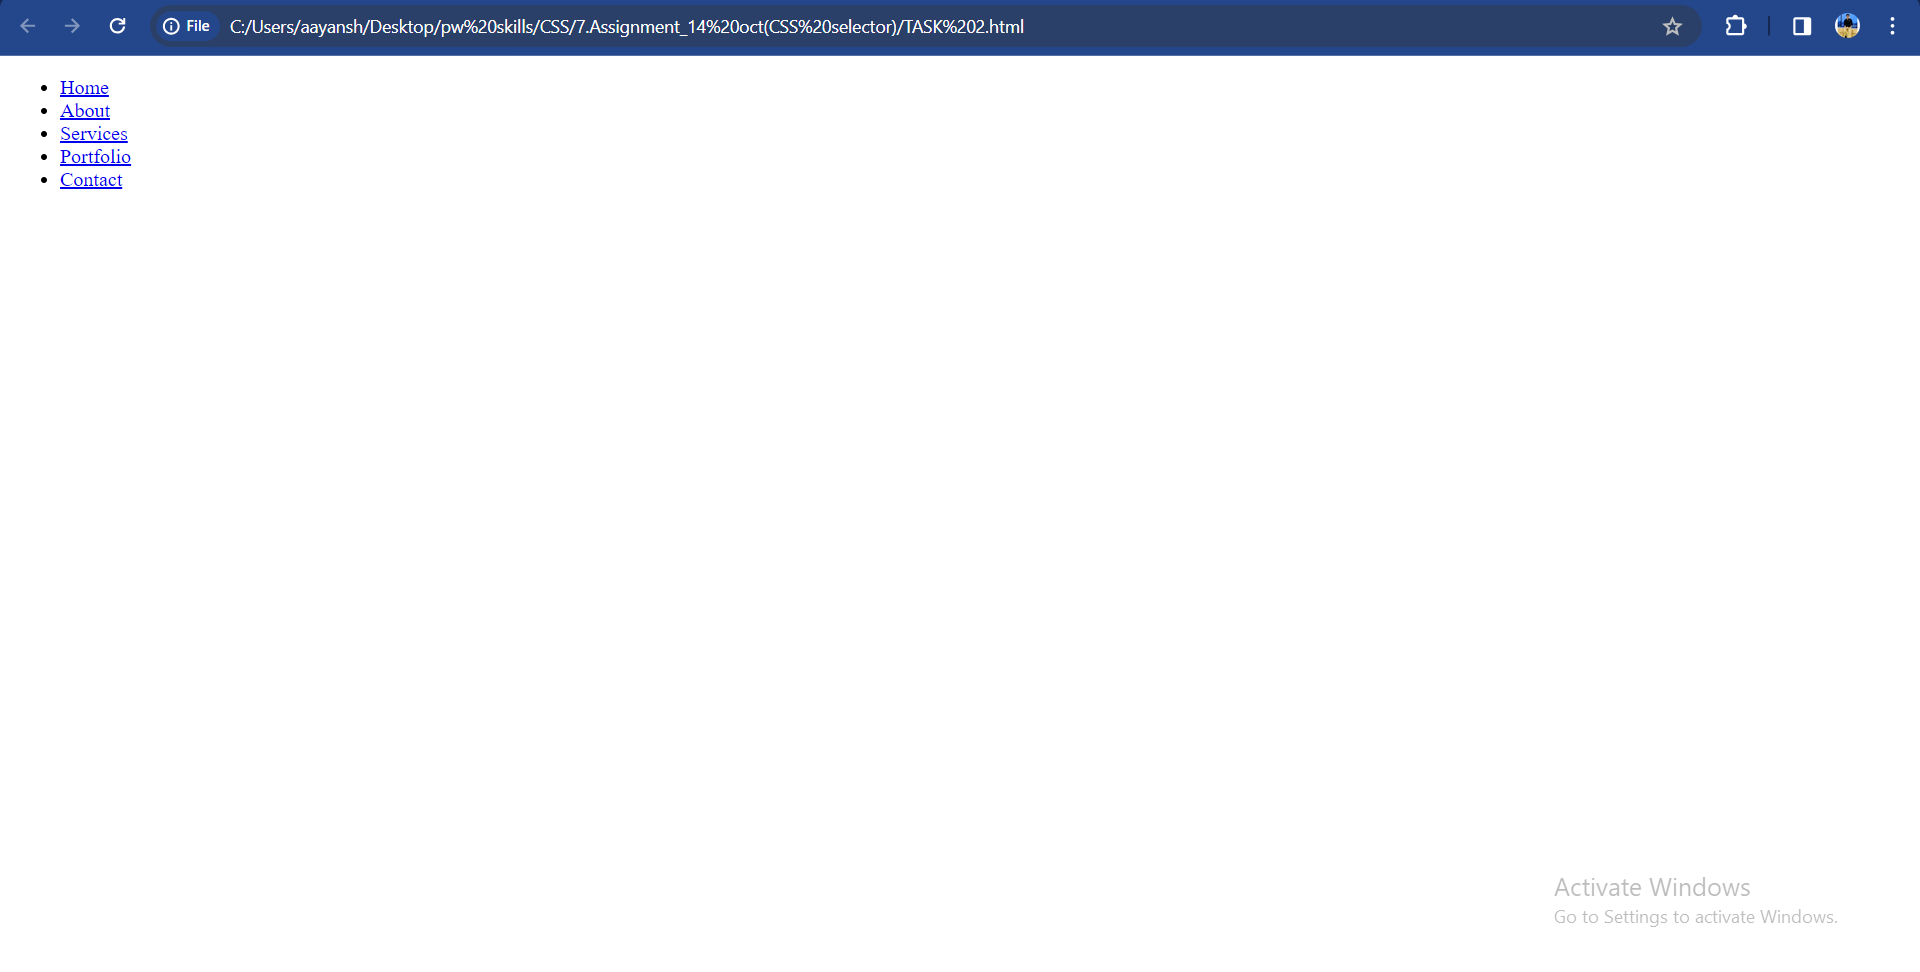 File C:/Users/aayansh/Desktop/pw%20skills/CSS/7.Assignment_14%20oct(CSS%20selector)/TASK%202.html
Home
About
Services
Portfolio
Contact
Activate Windows
Go to Settings to activate Windows.